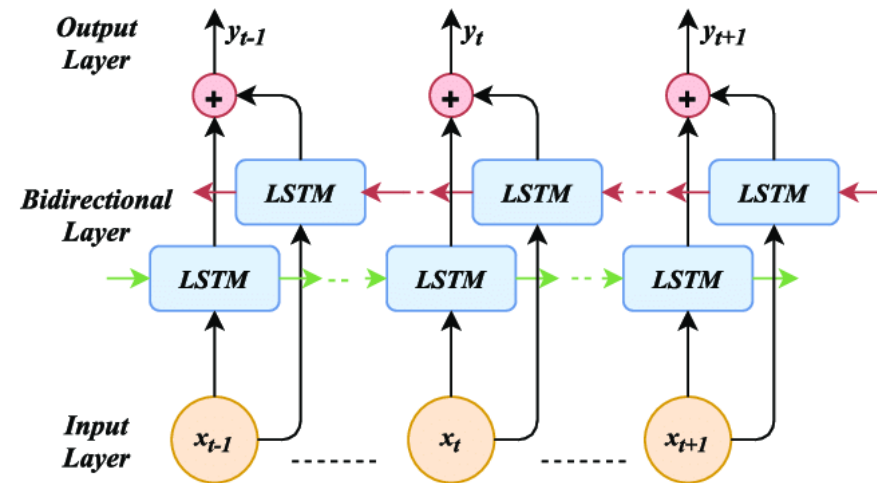 Output
Layer
y_{t-1}
y_t
y_{t+1}
+
+
+
Bidirectional
Layer
LSTM
LSTM
LSTM
LSTM
LSTM
LSTM
Input
Layer
x_{t-1}
x_t
x_{t+1}